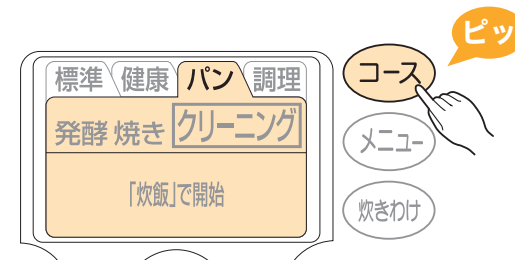 ピッ
標準 健康 パン 調理
コース
発酵 焼き クリーニング
メニュー
「炊飯」で開始
炊きわけ